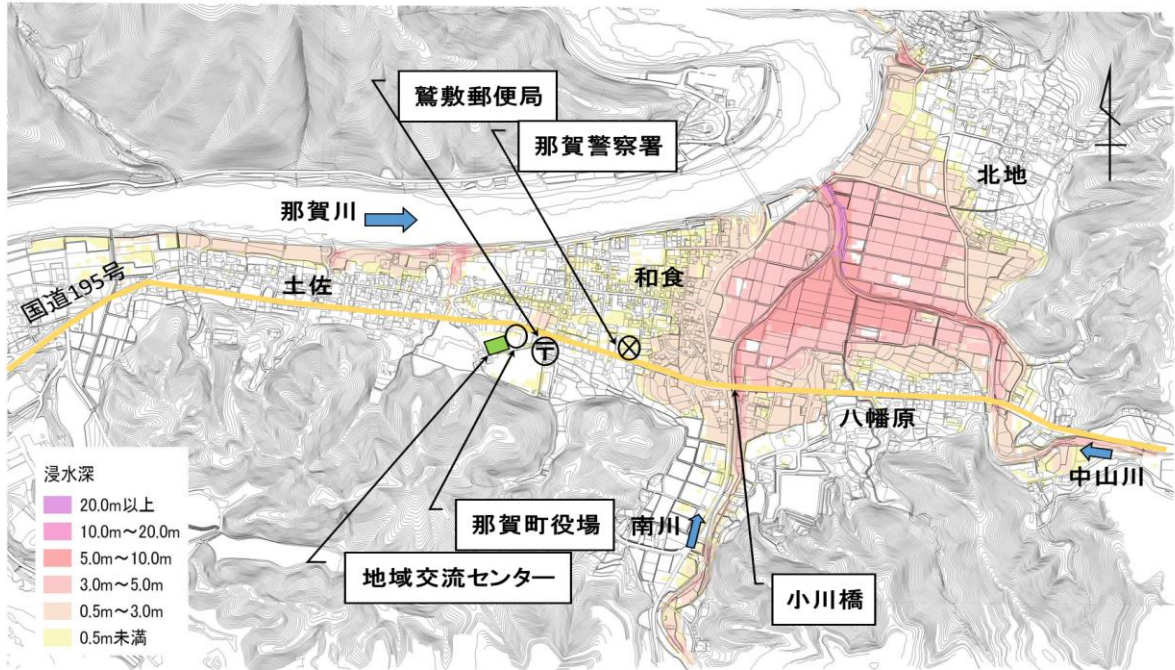 鷲敷郵便局
那賀警察署
北地
那賀川
和食
土佐
国道195号
〒
八幡原
中山川
浸水深
20.0m以上
10.0m～20.0m
5.0m～10.0m
3.0m～5.0m
0.5m～3.0m
0.5m未満
那賀町役場
南川
地域交流センター
小川橋